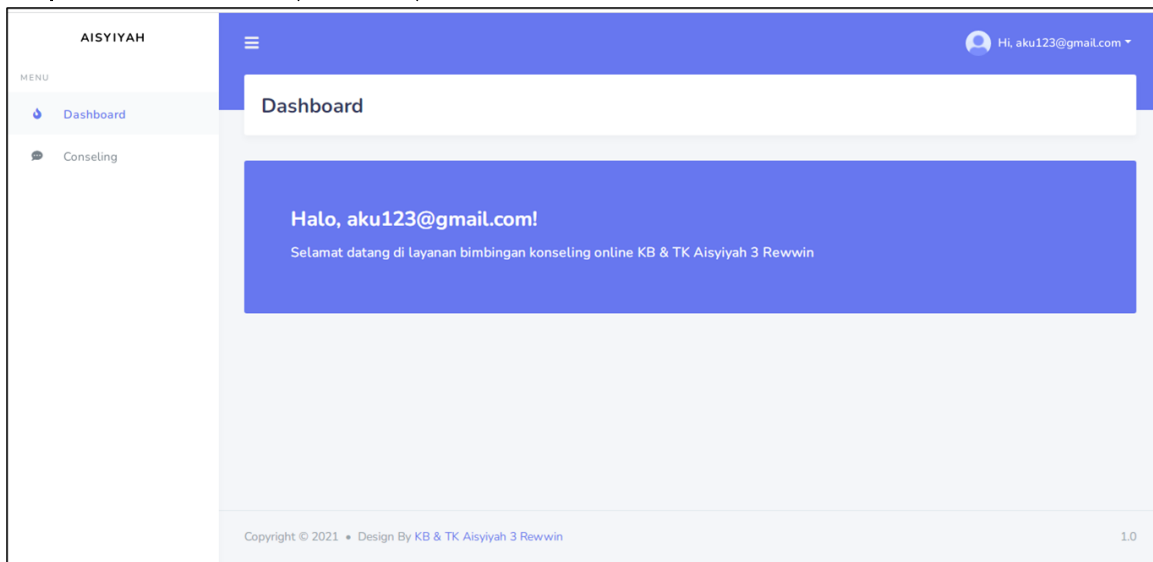 AISYIYAH
Hi, aku123@gmail.com
MENU
Dashboard
Conseling
Dashboard
Halo, aku123@gmail.com!
Selamat datang di layanan bimbingan konseling online KB & TK Aisyiyah 3 Rewwin
Copyright © 2021 • Design By KB & TK Aisyiyah 3 Rewwin
1.0